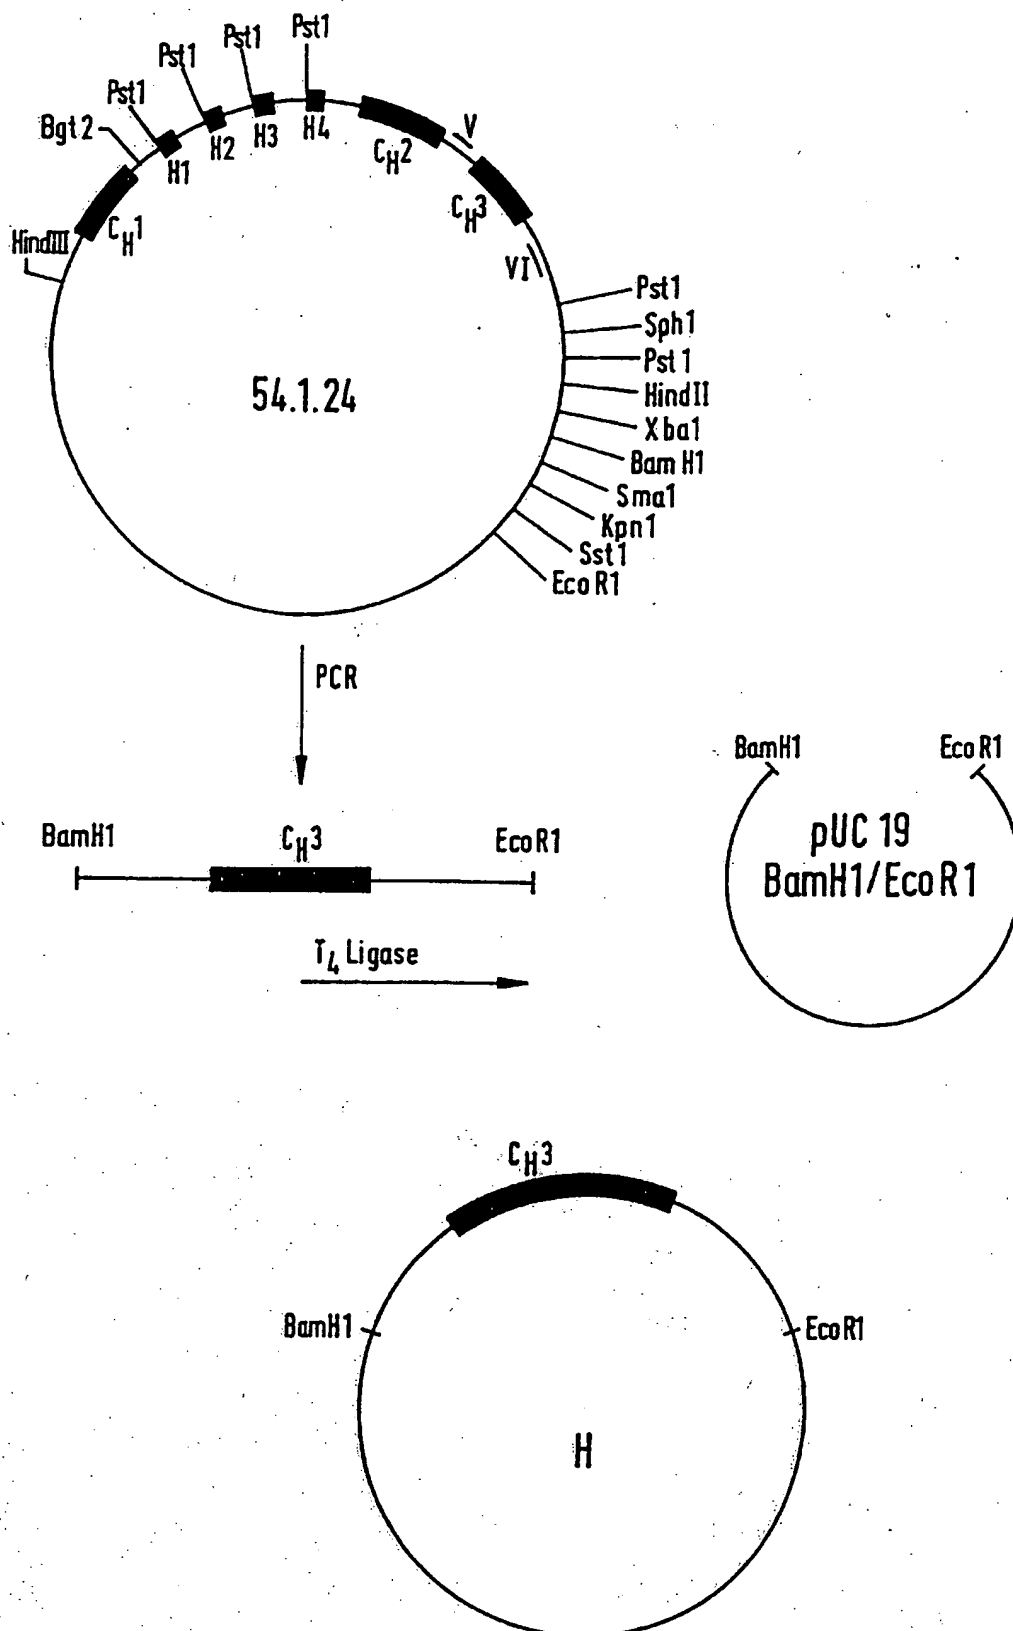 Pst1
Pst1
Pst1
Pst1
Bgt2
H1
H2
H3
H4
CH2
V
CH1
CH3
HindIII
VI
Pst1
Sph1
Pst1
HindII
Xba1
BamH1
Sma1
Kpn1
Sst1
EcoR1
54.1.24
PCR
BamH1
CH3
EcoR1
T4 Ligase
BamH1
EcoR1
pUC 19
BamH1/EcoR1
CH3
BamH1
EcoR1
H